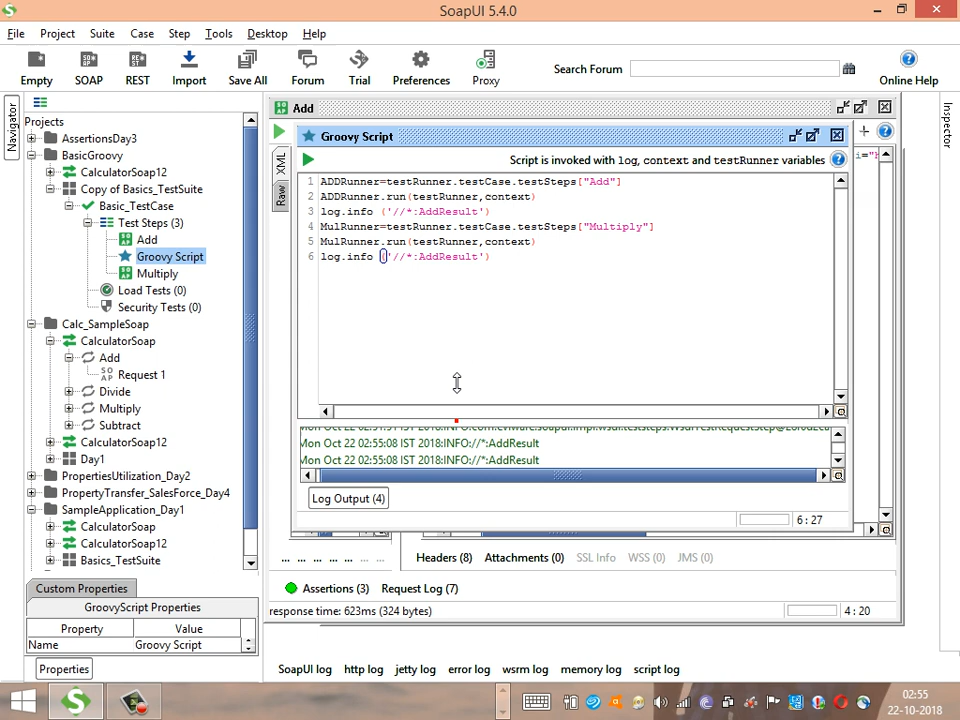 SoapUI 5.4.0
File Project Suite Case Step Tools Desktop Help
Empty SOAP REST Import Save All Forum Trial Preferences Proxy Search Forum Online Help
Navigator
Projects
AssertionsDay3
BasicGroovy
CalculatorSoap12
Copy of Basics_TestSuite
Basic_TestCase
Test Steps (3)
Add
Groovy Script
Multiply
Load Tests (0)
Security Tests (0)
Calc_SampleSoap
CalculatorSoap
Add
Request 1
Divide
Multiply
Subtract
CalculatorSoap12
Day1
PropertiesUtilization_Day2
PropertyTransfer_SalesForce_Day4
SampleApplication_Day1
CalculatorSoap
CalculatorSoap12
Basics_TestSuite
Custom Properties
GroovyScript Properties
Property Value
Name Groovy Script
Properties
Add
XML
Raw
Groovy Script
Script is invoked with log, context and testRunner variables
1 ADDRunner=testRunner.testCase.testSteps["Add"]
2 ADDRunner.run(testRunner,context)
3 log.info ('//*:AddResult')
4 MulRunner=testRunner.testCase.testSteps["Multiply"]
5 MulRunner.run(testRunner,context)
6 log.info ('//*:AddResult')
Mon Oct 22 02:55:08 IST 2018:INFO://*:AddResult
Mon Oct 22 02:55:08 IST 2018:INFO://*:AddResult
Log Output (4)
6 : 27
... ... ... ... ... ... Headers (8) Attachments (0) SSL Info WSS (0) JMS (0)
Assertions (3) Request Log (7)
response time: 623ms (324 bytes)
4 : 20
SoapUI log http log jetty log error log wsrm log memory log script log
Inspector
02:55
22-10-2018